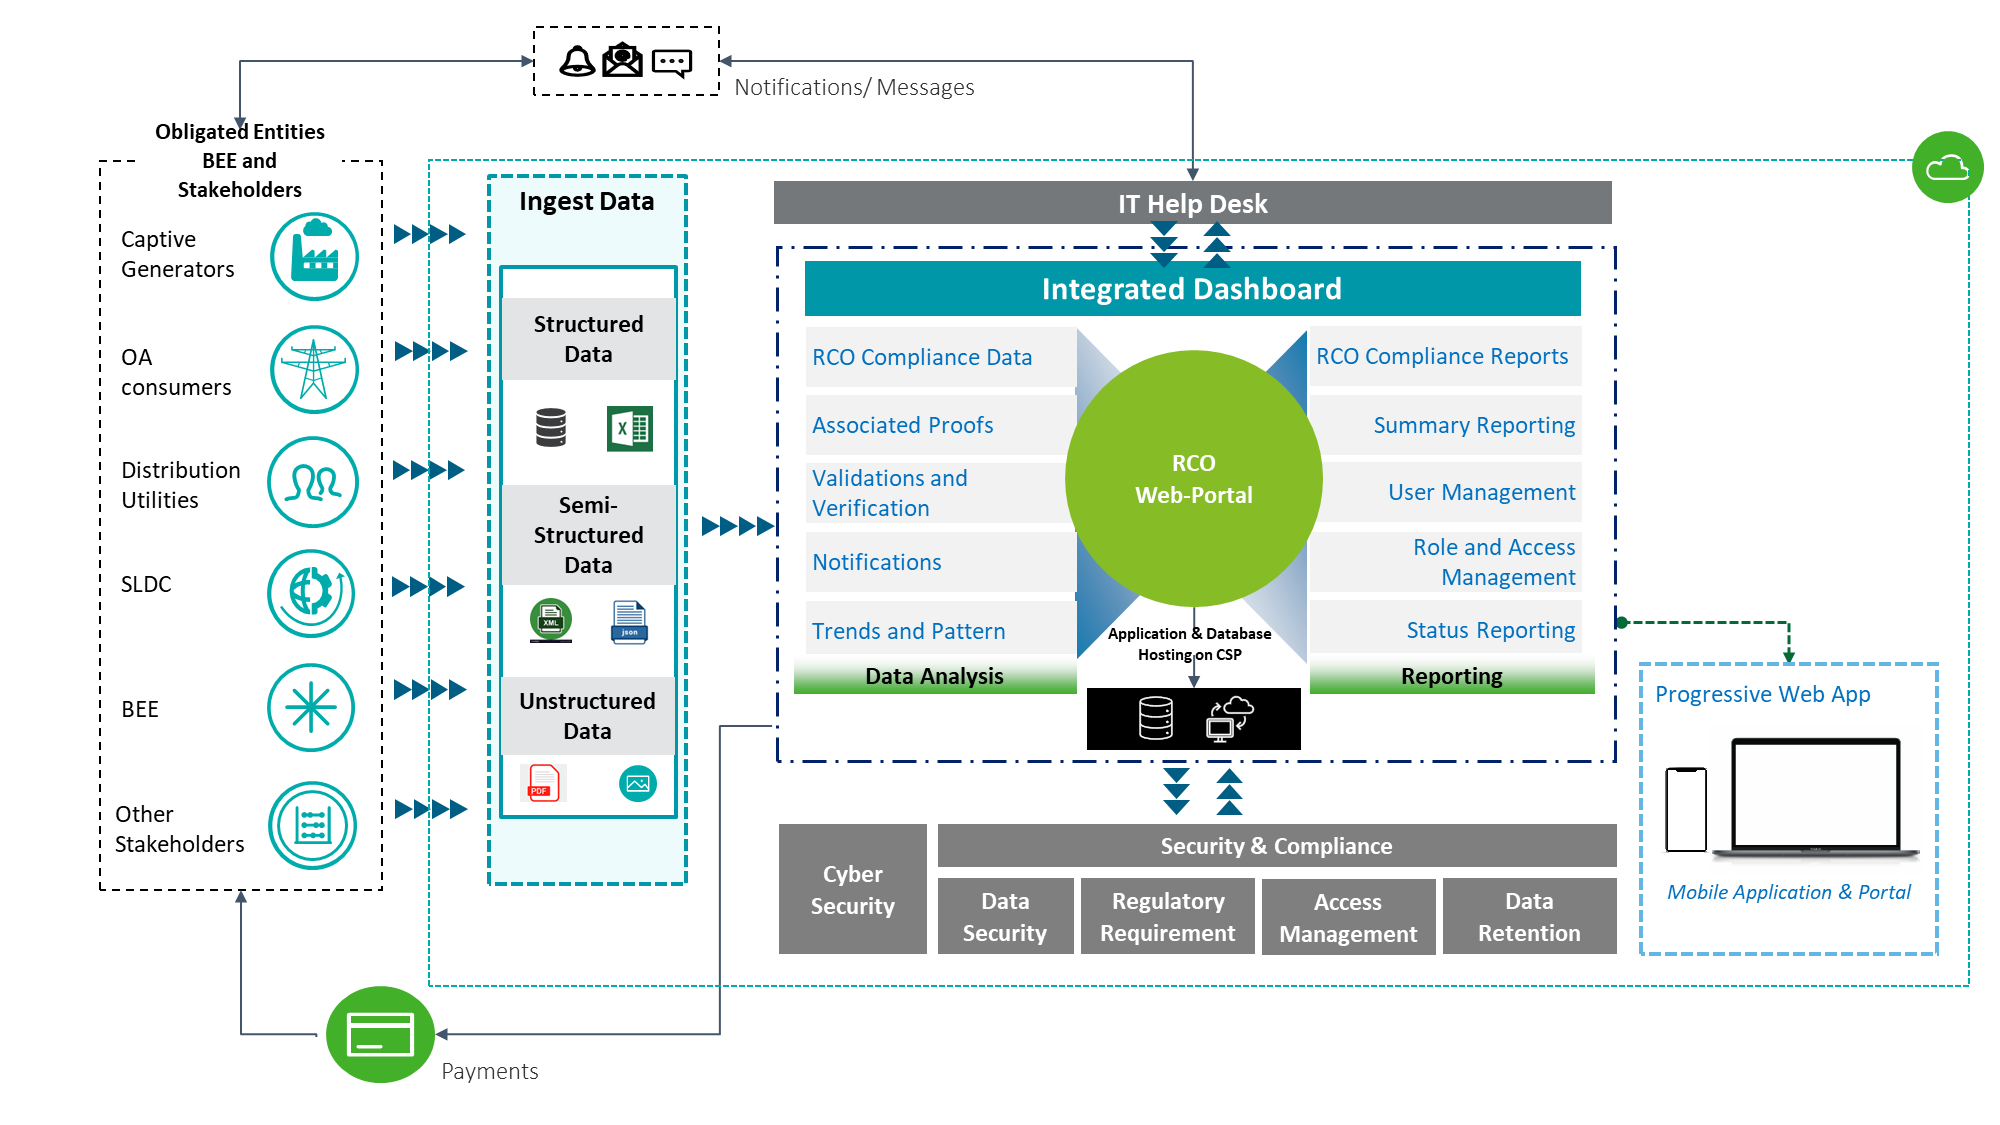 Notifications/ Messages
Obligated Entities
BEE and
Stakeholders
Captive
Generators
OA
consumers
Distribution
Utilities
SLDC
BEE
Other
Stakeholders
Ingest Data
Structured
Data
X
Semi-
Structured
Data
XML
json
Unstructured
Data
PDF
IT Help Desk
Integrated Dashboard
RCO Compliance Data
Associated Proofs
Validations and
Verification
Notifications
Trends and Pattern
Data Analysis
RCO
Web-Portal
Application & Database
Hosting on CSP
RCO Compliance Reports
Summary Reporting
User Management
Role and Access
Management
Status Reporting
Reporting
Cyber
Security
Security & Compliance
Data
Security
Regulatory
Requirement
Access
Management
Data
Retention
Progressive Web App
Mobile Application & Portal
Payments